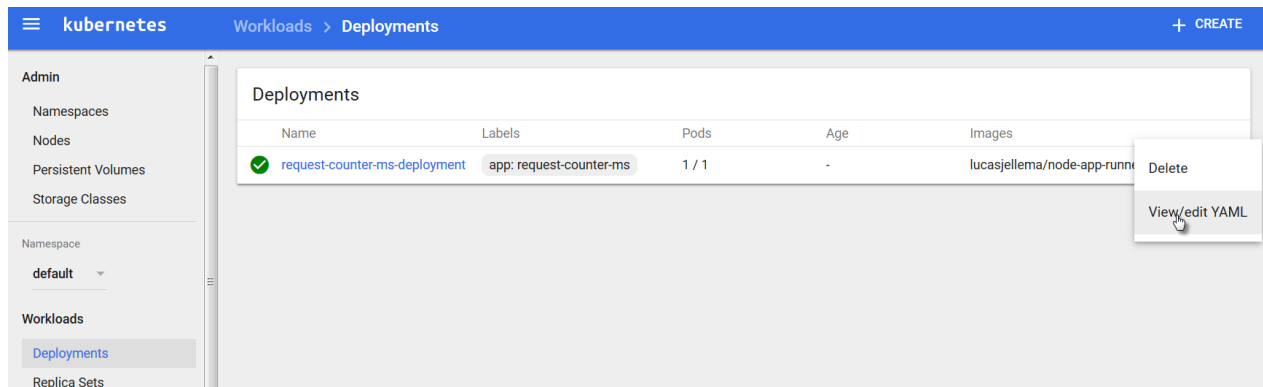 kubernetes
Workloads > Deployments
+ CREATE
Admin
Namespaces
Nodes
Persistent Volumes
Storage Classes
Namespace
default
Workloads
Deployments
Replica Sets
Deployments
Name Labels Pods Age Images
request-counter-ms-deployment app: request-counter-ms 1 / 1 - lucasjellema/node-app-runne
Delete
View/edit YAML